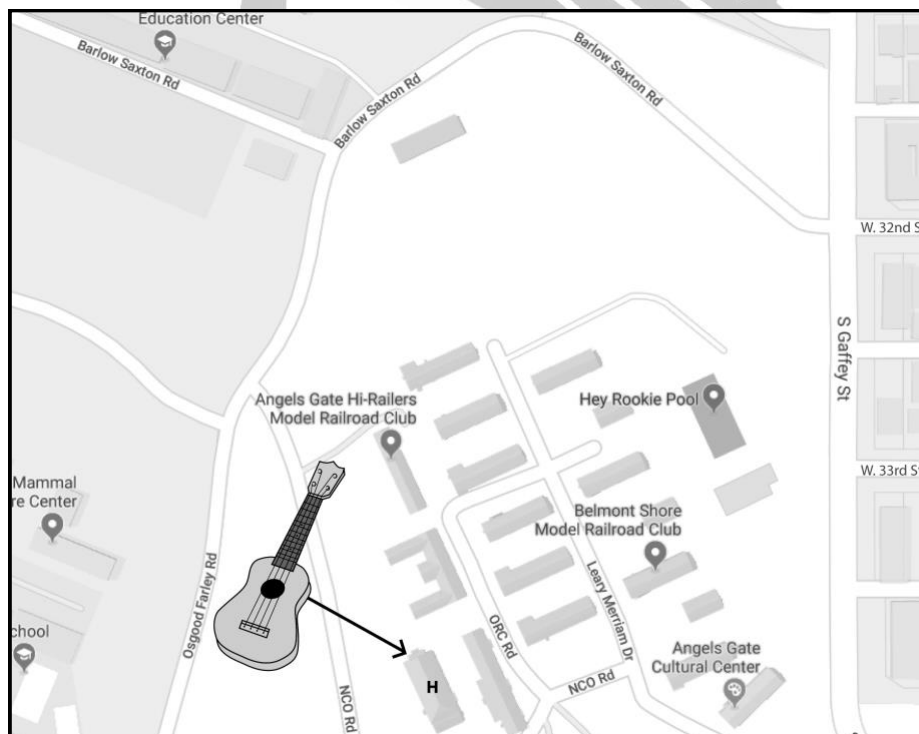 Education Center
Barlow Saxton Rd
Barlow Saxton Rd
Barlow Saxton Rd
W. 32nd S
S Gaffey St
Angels Gate Hi-Railers
Model Railroad Club
Hey Rookie Pool
W. 33rd S
Mammal
re Center
Belmont Shore
Model Railroad Club
Osgood Farley Rd
Leary Merriam Dr
ORC Rd
chool
Angels Gate
Cultural Center
NCO Rd
NCO Rd
H